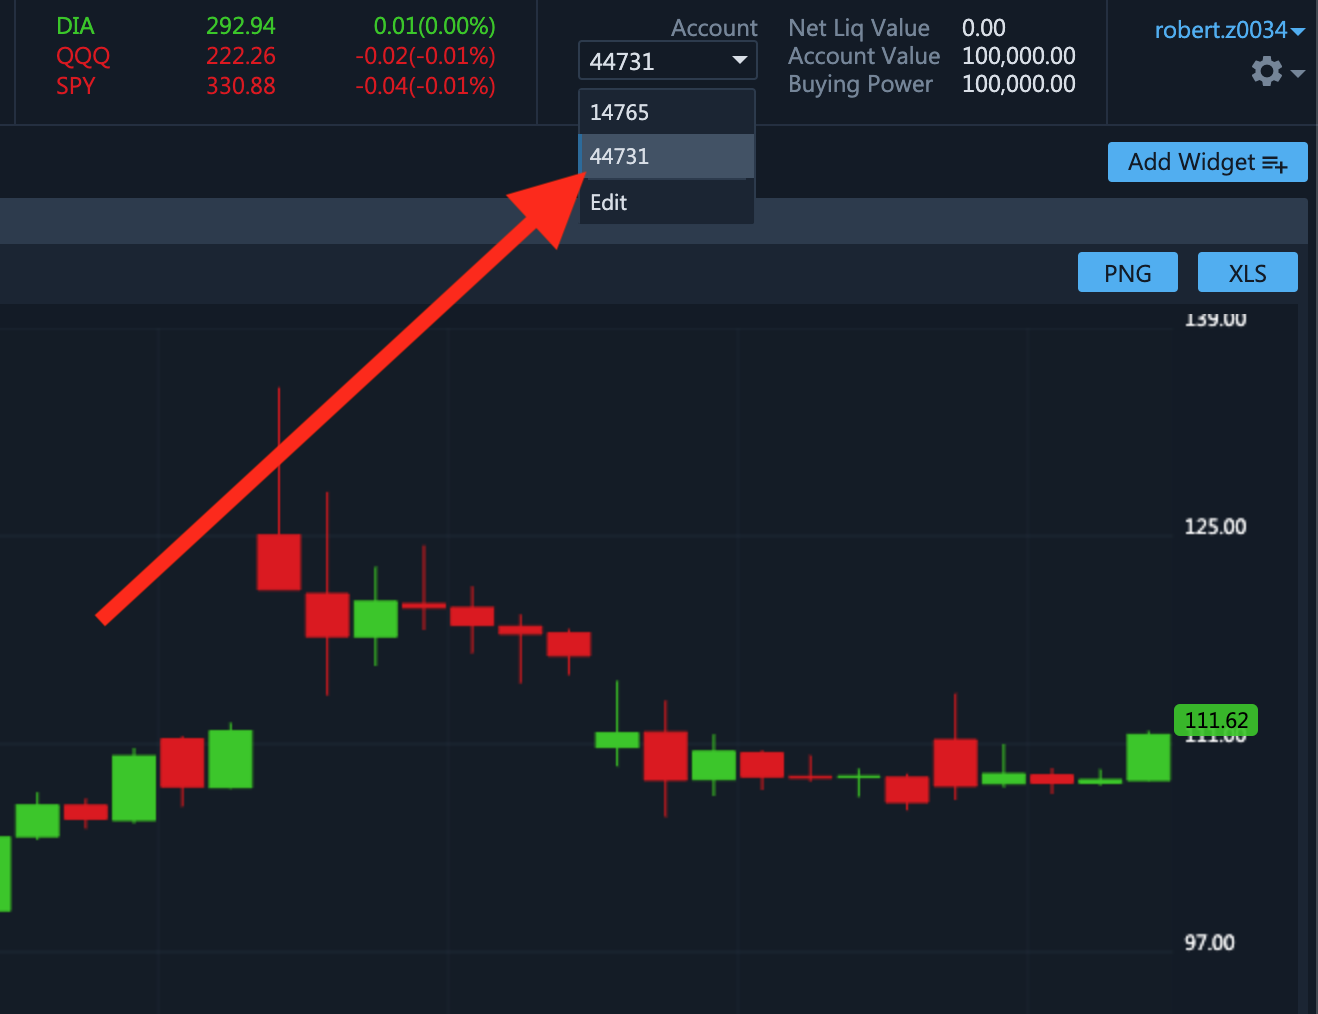 DIA 292.94 0.01(0.00%)
QQQ 222.26 -0.02(-0.01%)
SPY 330.88 -0.04(-0.01%)
Account
44731
14765
44731
Edit
Net Liq Value 0.00
Account Value 100,000.00
Buying Power 100,000.00
robert.z0034
Add Widget
PNG XLS
139.00
125.00
111.62
111.00
97.00